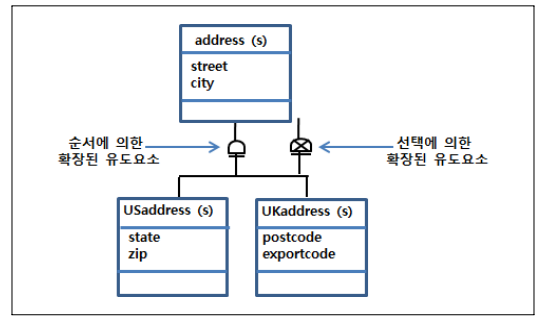 address (s)
street
city
순서에 의한
확장된 유도요소
선택에 의한
확장된 유도요소
USaddress (s)
state
zip
UKaddress (s)
postcode
exportcode